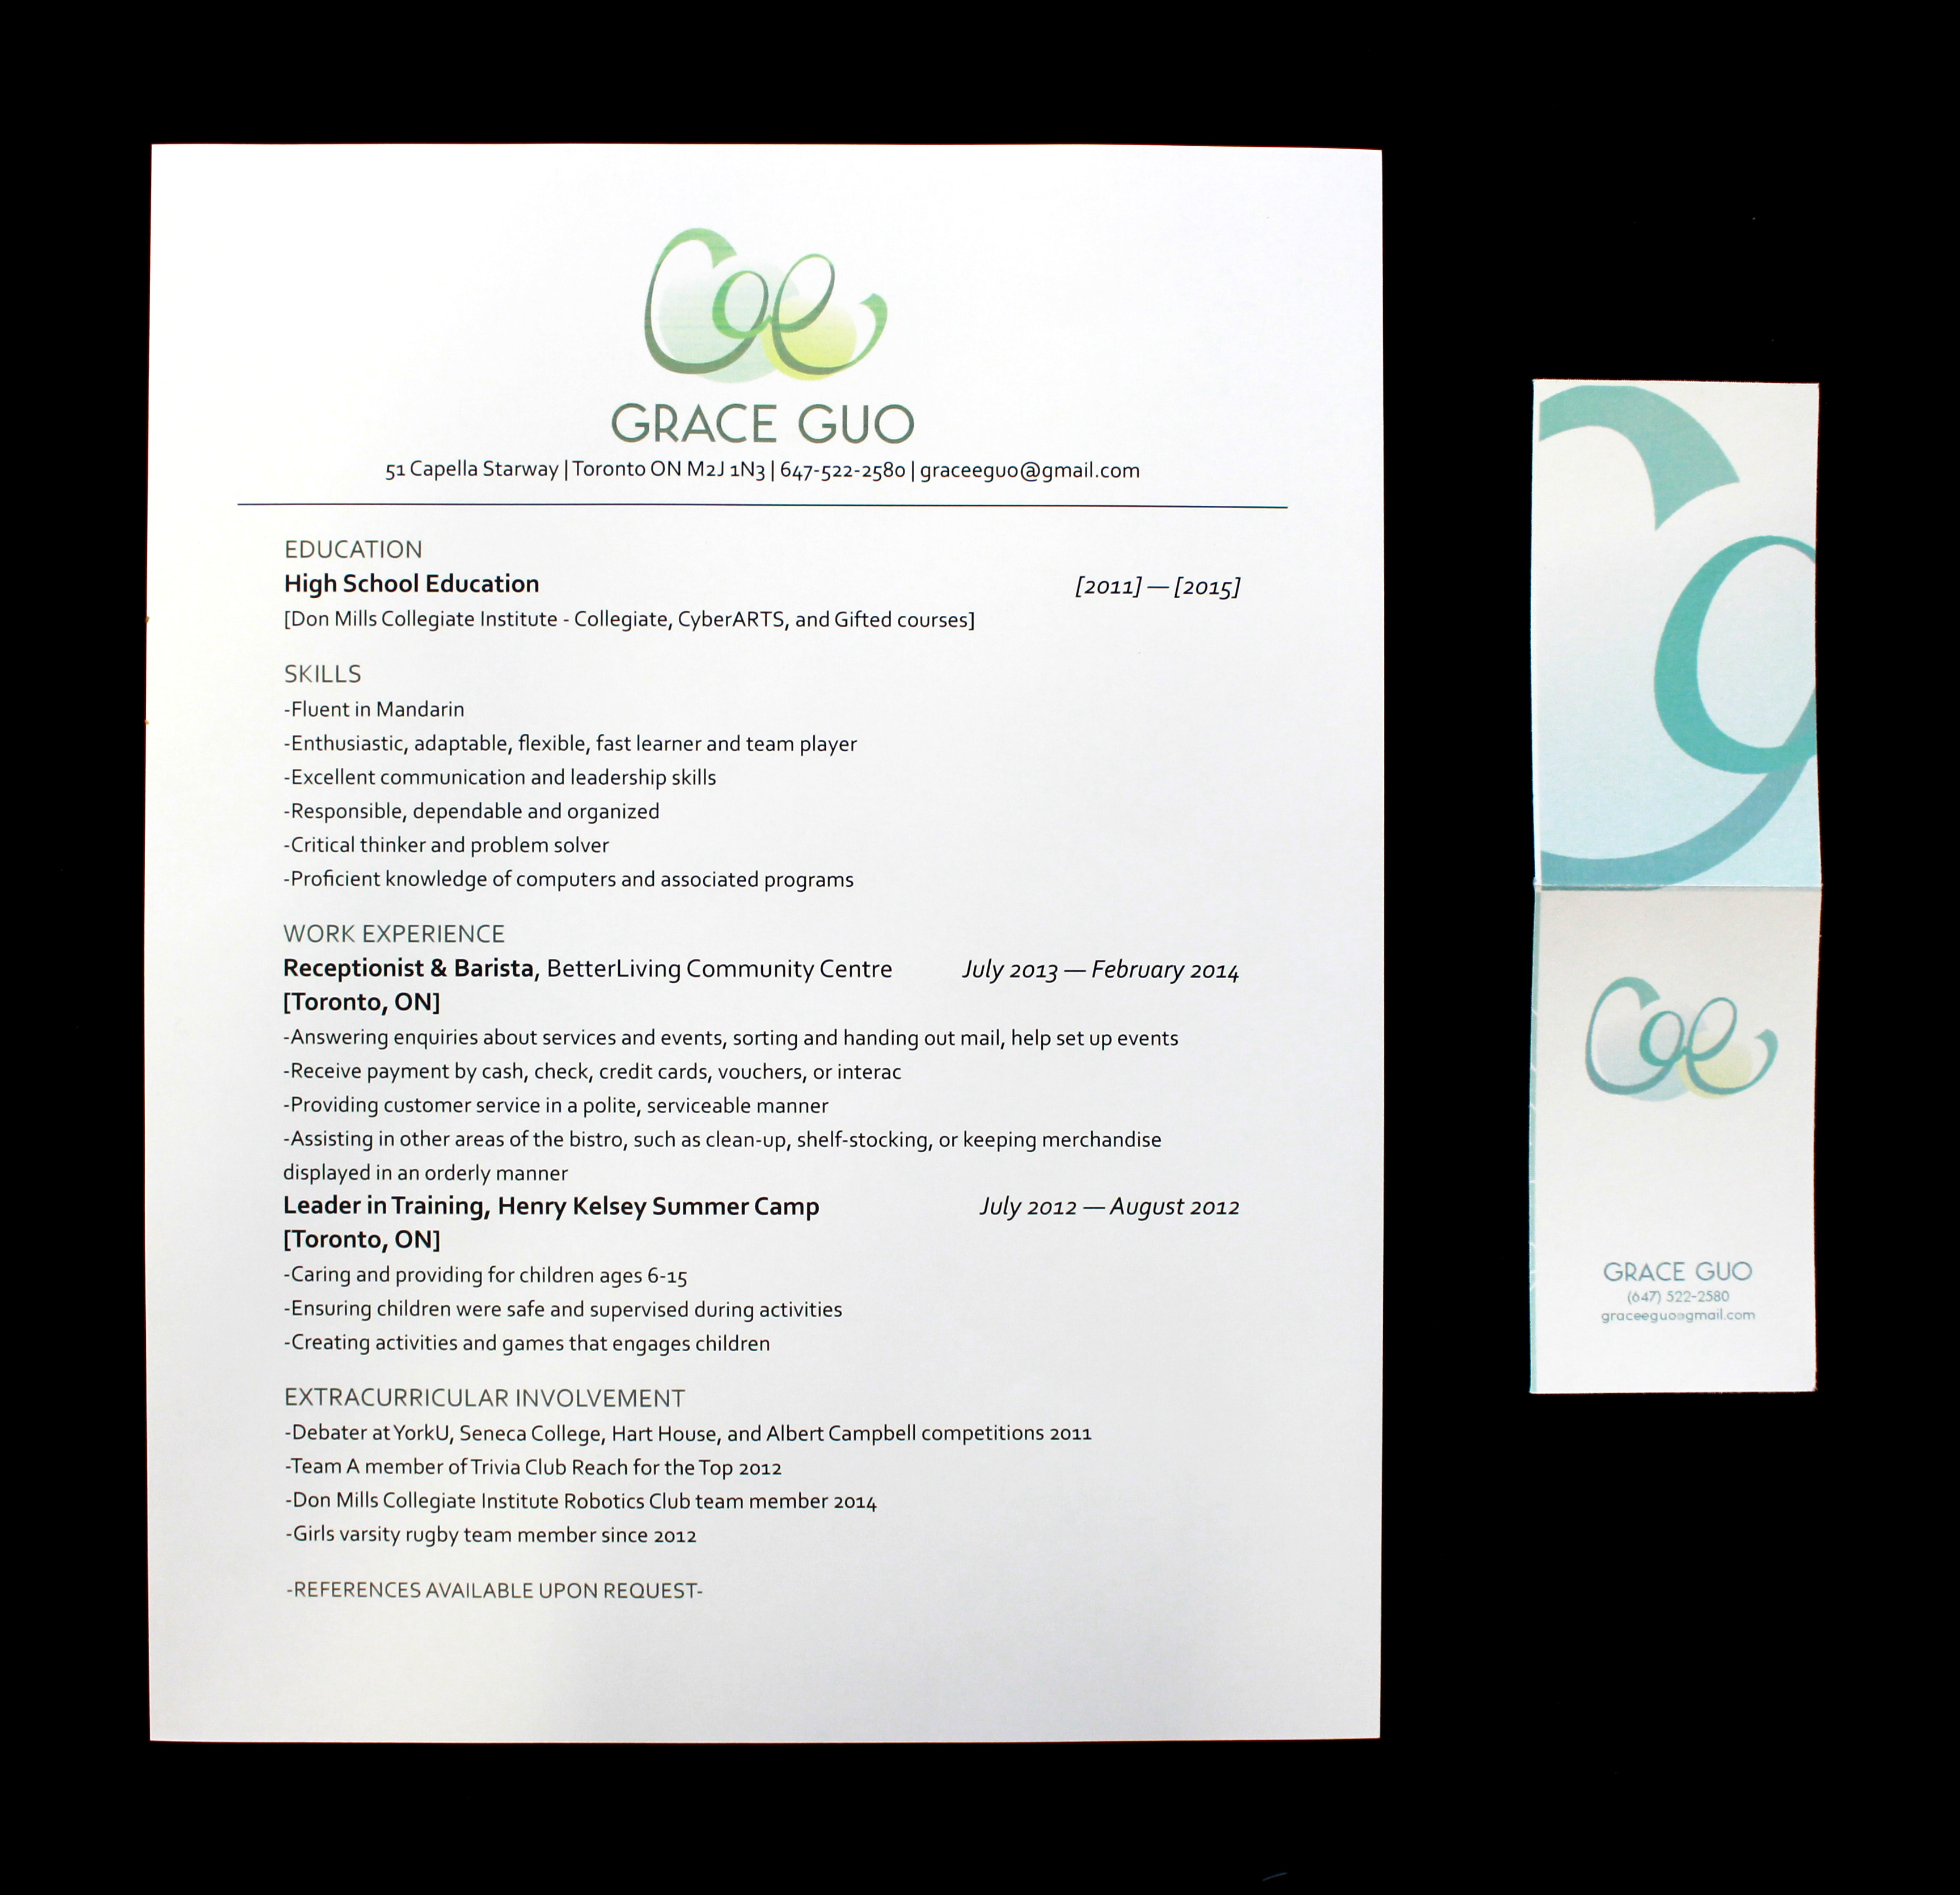 GRACE GUO
51 Capella Starway | Toronto ON M2J 1N3 | 647-522-2580 | graceeguo@gmail.com
EDUCATION
High School Education [2011] — [2015]
[Don Mills Collegiate Institute - Collegiate, CyberARTS, and Gifted courses]
SKILLS
-Fluent in Mandarin
-Enthusiastic, adaptable, flexible, fast learner and team player
-Excellent communication and leadership skills
-Responsible, dependable and organized
-Critical thinker and problem solver
-Proficient knowledge of computers and associated programs
WORK EXPERIENCE
Receptionist & Barista, BetterLiving Community Centre July 2013 — February 2014
[Toronto, ON]
-Answering enquiries about services and events, sorting and handing out mail, help set up events
-Receive payment by cash, check, credit cards, vouchers, or interac
-Providing customer service in a polite, serviceable manner
-Assisting in other areas of the bistro, such as clean-up, shelf-stocking, or keeping merchandise
displayed in an orderly manner
Leader in Training, Henry Kelsey Summer Camp July 2012 — August 2012
[Toronto, ON]
-Caring and providing for children ages 6-15
-Ensuring children were safe and supervised during activities
-Creating activities and games that engages children
EXTRACURRICULAR INVOLVEMENT
-Debater at YorkU, Seneca College, Hart House, and Albert Campbell competitions 2011
-Team A member of Trivia Club Reach for the Top 2012
-Don Mills Collegiate Institute Robotics Club team member 2014
-Girls varsity rugby team member since 2012
-REFERENCES AVAILABLE UPON REQUEST-
GRACE GUO
(647) 522-2580
graceeguo@gmail.com